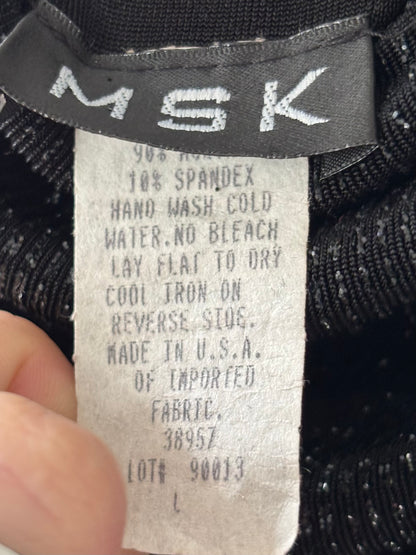 MSK
90%
10% SPANDEX
HAND WASH COLD
WATER.NO BLEACH
LAY FLAT TO DRY
COOL IRON ON
REVERSE SIDE.
MADE IN U.S.A.
OF IMPORTED
FABRIC.
38957
LOT# 90013
L